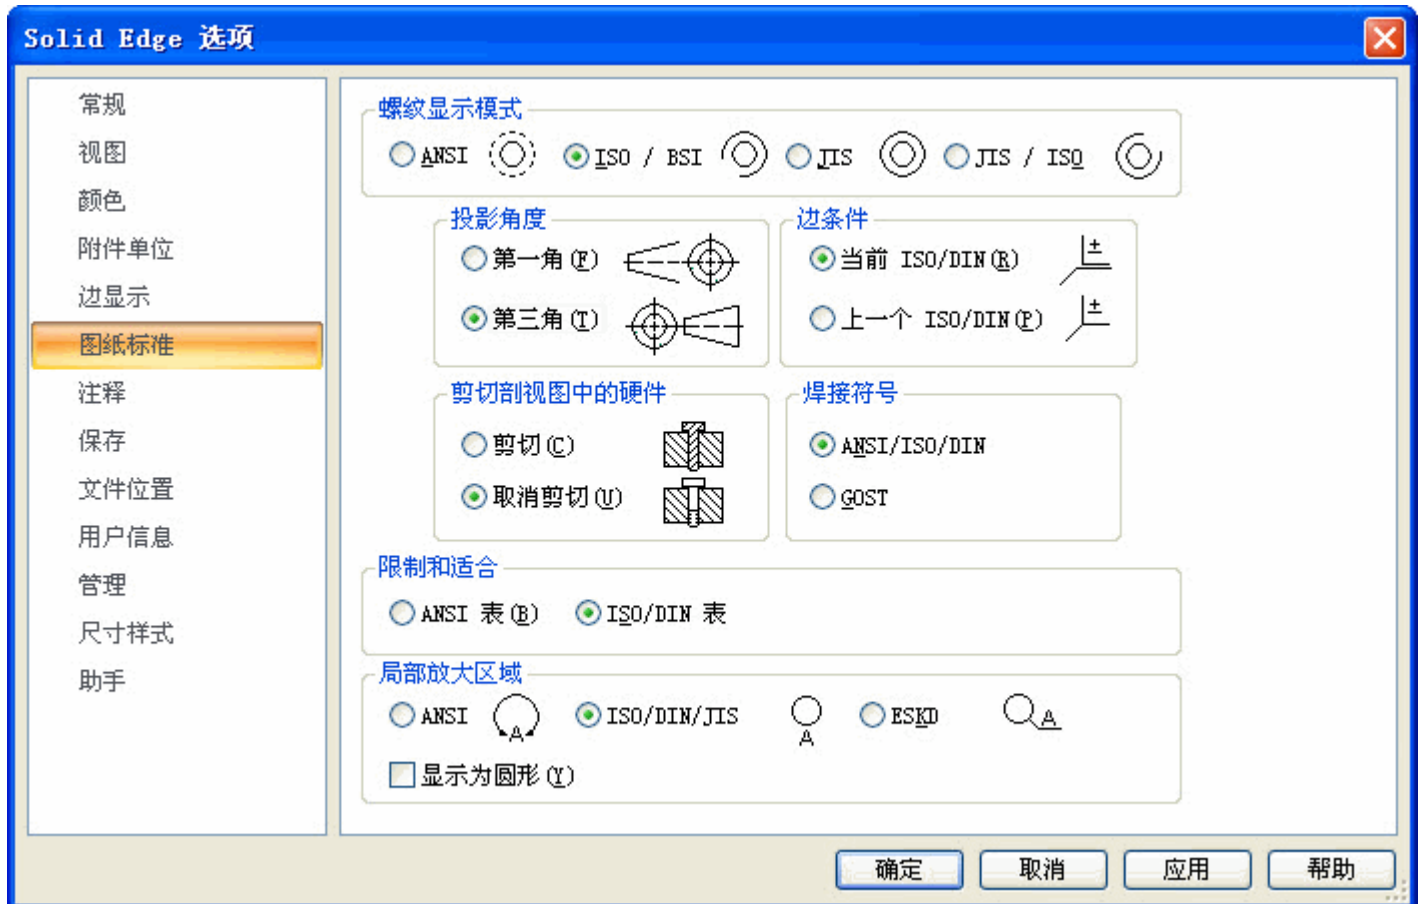 Solid Edge 选项
常规
视图
颜色
附件单位
边显示
图纸标准
注释
保存
文件位置
用户信息
管理
尺寸样式
助手
螺纹显示模式
ANSI ISO / BSI JIS JIS / ISO
投影角度
第一角(F)
第三角(T)
边条件
当前 ISO/DIN(R)
±
上一个 ISO/DIN(P)
±
剪切剖视图中的硬件
剪切(C)
取消剪切(U)
焊接符号
ANSI/ISO/DIN
GOST
限制和适合
ANSI 表(B) ISO/DIN 表
局部放大区域
ANSI A ISO/DIN/JIS A ESKD A
显示为圆形(Y)
确定 取消 应用 帮助